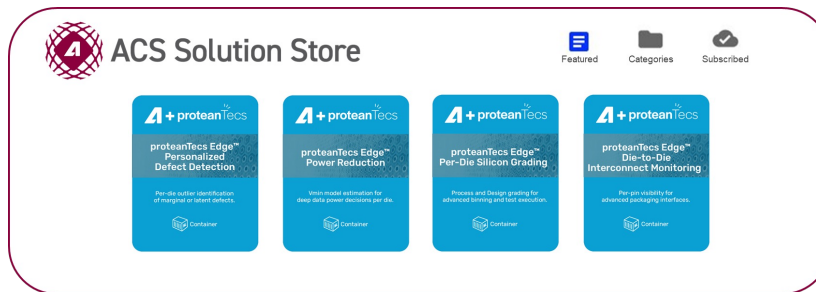 ACS Solution Store
Featured
Categories
Subscribed
+ proteanTecs
proteanTecs Edge™
Personalized
Defect Detection
Per-die outlier identification
of marginal or latent defects.
Container
+ proteanTecs
proteanTecs Edge™
Power Reduction
Vmin model estimation for
deep data power decisions per die.
Container
+ proteanTecs
proteanTecs Edge™
Per-Die Silicon Grading
Process and Design grading for
advanced binning and test execution.
Container
+ proteanTecs
proteanTecs Edge™
Die-to-Die
Interconnect Monitoring
Per-pin visibility for
advanced packaging interfaces.
Container